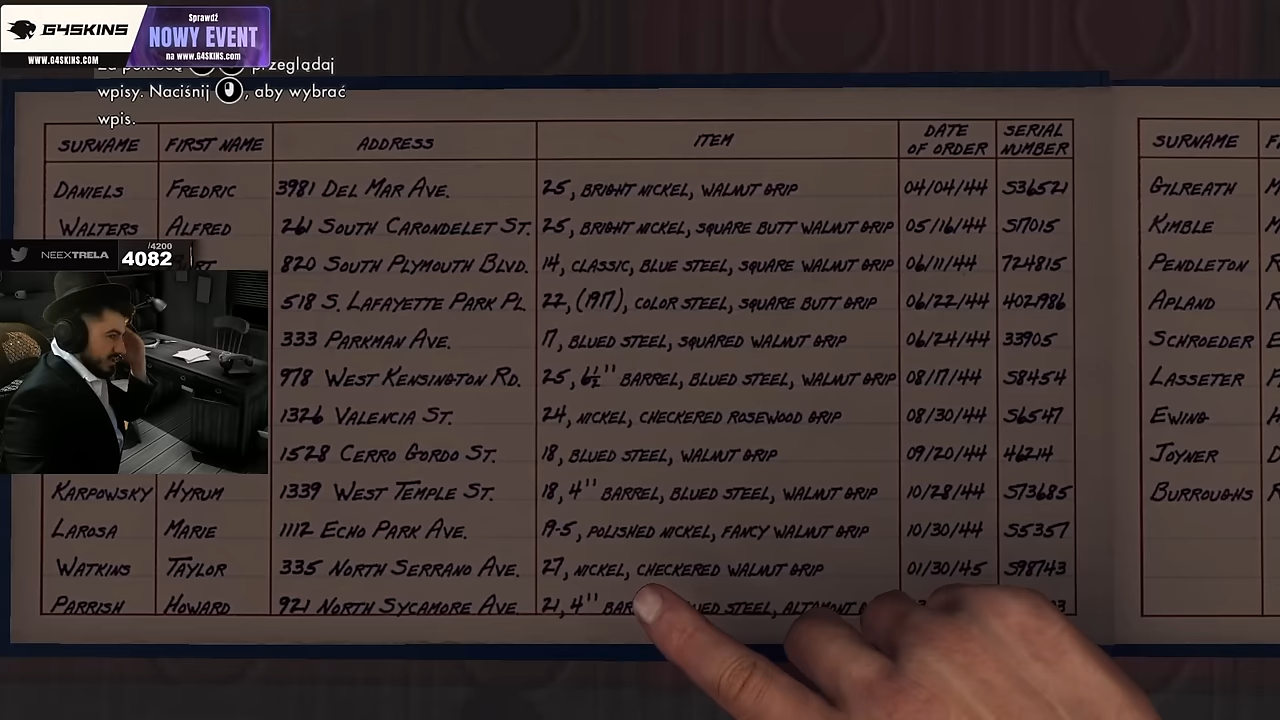 G4SKINS
WWW.G4SKINS.COM
Sprawdź
NOWY EVENT
na www.G4SKINS.com
Za pomocą przeglądaj
wpisy. Naciśnij , aby wybrać
wpis.
SURNAME FIRST NAME ADDRESS ITEM DATE OF ORDER SERIAL NUMBER
DANIELS FREDRIC 3981 DEL MAR AVE. 25, BRIGHT NICKEL, WALNUT GRIP 04/04/44 S36521
WALTERS ALFRED 261 SOUTH CARONDELET ST. 25, BRIGHT NICKEL, SQUARE BUTT WALNUT GRIP 05/16/44 S17015
820 SOUTH PLYMOUTH BLVD. 14, CLASSIC, BLUE STEEL, SQUARE WALNUT GRIP 06/11/44 724815
518 S. LAFAYETTE PARK PL 22, (1917), COLOR STEEL, SQUARE BUTT GRIP 06/22/44 402986
333 PARKMAN AVE. 17, BLUED STEEL, SQUARED WALNUT GRIP 06/24/44 33905
978 WEST KENSINGTON RD. 25, 6½" BARREL, BLUED STEEL, WALNUT GRIP 08/17/44 S8454
1326 VALENCIA ST. 24, NICKEL, CHECKERED ROSEWOOD GRIP 08/30/44 S6547
1528 CERRO GORDO ST. 18, BLUED STEEL, WALNUT GRIP 09/20/44 46214
KARPOWSKY HYRUM 1339 WEST TEMPLE ST. 18, 4" BARREL, BLUED STEEL, WALNUT GRIP 10/28/44 S73685
LAROSA MARIE 1112 ECHO PARK AVE. 19-5, POLISHED NICKEL, FANCY WALNUT GRIP 10/30/44 S5357
WATKINS TAYLOR 335 NORTH SERRANO AVE. 27, NICKEL, CHECKERED WALNUT GRIP 01/30/45 S98743
PARRISH HOWARD 921 NORTH SYCAMORE AVE. 21, 4" STEEL,
SURNAME
GILREATH
KIMBLE
PENDLETON
APLAND
SCHROEDER
LASSETER
EWING
JOYNER
BURROUGHS
NEEXTRELA 4082 /4200